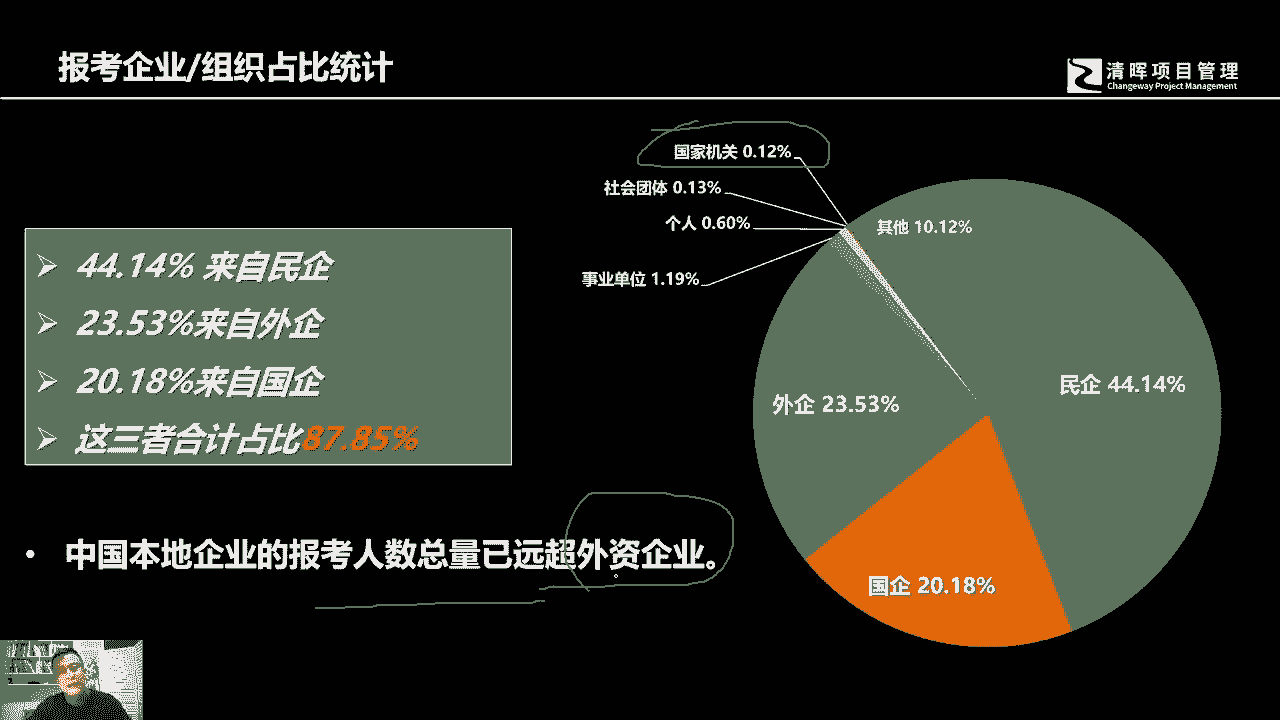 报考企业/组织占比统计
清晖项目管理
Changeway Project Management
国家机关 0.12%
社会团体 0.13%
个人 0.60%
事业单位 1.19%
其他 10.12%
民企 44.14%
外企 23.53%
国企 20.18%
➢ 44.14% 来自民企
➢ 23.53%来自外企
➢ 20.18%来自国企
➢ 这三者合计占比87.85%
• 中国本地企业的报考人数总量已远超外资企业。